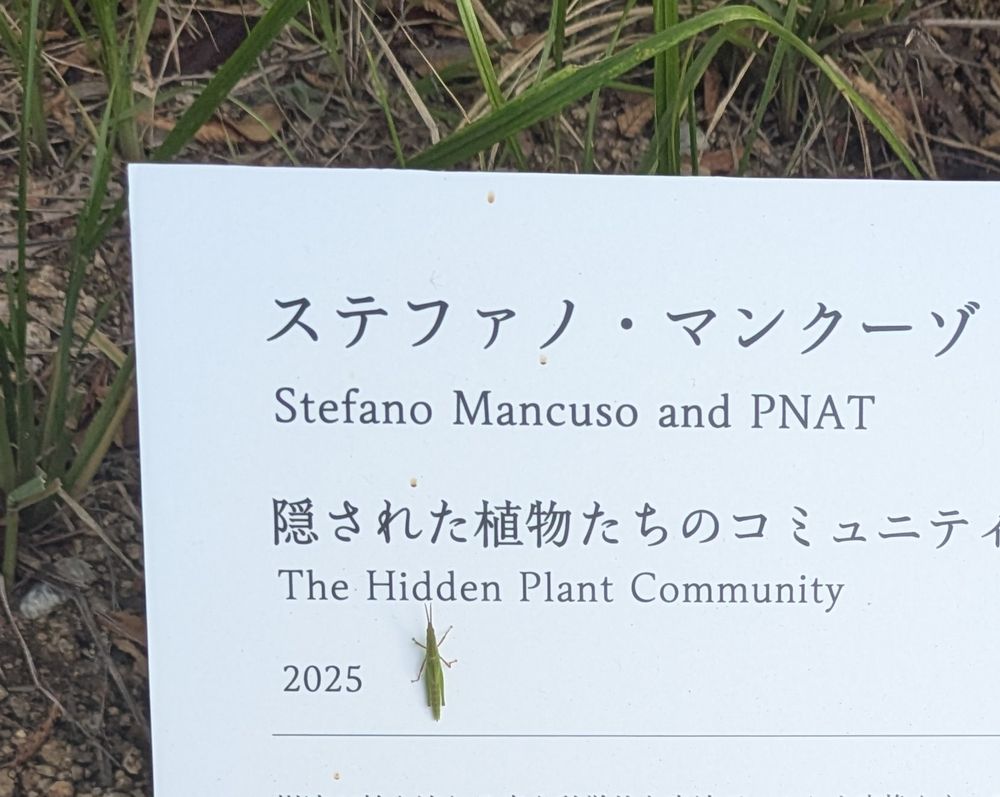 ステファノ・マンクーゾ
Stefano Mancuso and PNAT
隠された植物たちのコミュニティ
The Hidden Plant Community
2025